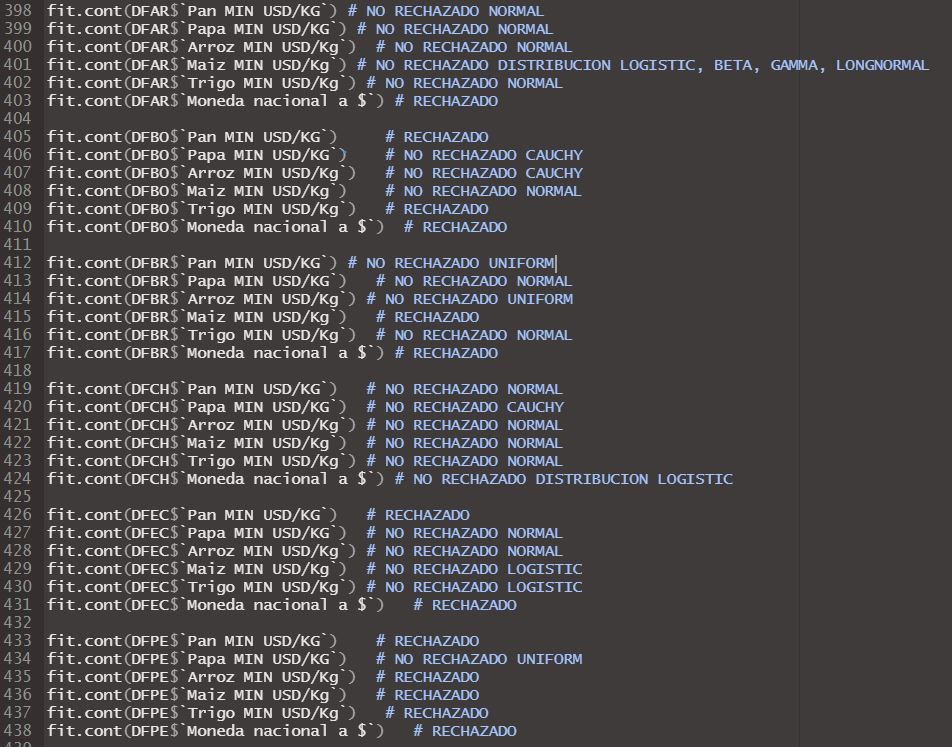 398 fit.cont(DFAR$`Pan MIN USD/KG`) # NO RECHAZADO NORMAL
399 fit.cont(DFAR$`Papa MIN USD/KG`) # NO RECHAZADO NORMAL
400 fit.cont(DFAR$`Arroz MIN USD/Kg`) # NO RECHAZADO NORMAL
401 fit.cont(DFAR$`Maiz MIN USD/Kg`) # NO RECHAZADO DISTRIBUCION LOGISTIC, BETA, GAMMA, LONGNORMAL
402 fit.cont(DFAR$`Trigo MIN USD/Kg`) # NO RECHAZADO NORMAL
403 fit.cont(DFAR$`Moneda nacional a $`) # RECHAZADO
404
405 fit.cont(DFBO$`Pan MIN USD/KG`) # RECHAZADO
406 fit.cont(DFBO$`Papa MIN USD/KG`) # NO RECHAZADO CAUCHY
407 fit.cont(DFBO$`Arroz MIN USD/Kg`) # NO RECHAZADO CAUCHY
408 fit.cont(DFBO$`Maiz MIN USD/Kg`) # NO RECHAZADO NORMAL
409 fit.cont(DFBO$`Trigo MIN USD/Kg`) # RECHAZADO
410 fit.cont(DFBO$`Moneda nacional a $`) # RECHAZADO
411
412 fit.cont(DFBR$`Pan MIN USD/KG`) # NO RECHAZADO UNIFORM
413 fit.cont(DFBR$`Papa MIN USD/KG`) # NO RECHAZADO NORMAL
414 fit.cont(DFBR$`Arroz MIN USD/Kg`) # NO RECHAZADO UNIFORM
415 fit.cont(DFBR$`Maiz MIN USD/Kg`) # RECHAZADO
416 fit.cont(DFBR$`Trigo MIN USD/Kg`) # NO RECHAZADO NORMAL
417 fit.cont(DFBR$`Moneda nacional a $`) # RECHAZADO
418
419 fit.cont(DFCH$`Pan MIN USD/KG`) # NO RECHAZADO NORMAL
420 fit.cont(DFCH$`Papa MIN USD/KG`) # NO RECHAZADO CAUCHY
421 fit.cont(DFCH$`Arroz MIN USD/Kg`) # NO RECHAZADO NORMAL
422 fit.cont(DFCH$`Maiz MIN USD/Kg`) # NO RECHAZADO NORMAL
423 fit.cont(DFCH$`Trigo MIN USD/Kg`) # NO RECHAZADO NORMAL
424 fit.cont(DFCH$`Moneda nacional a $`) # NO RECHAZADO DISTRIBUCION LOGISTIC
425
426 fit.cont(DFEC$`Pan MIN USD/KG`) # RECHAZADO
427 fit.cont(DFEC$`Papa MIN USD/KG`) # NO RECHAZADO NORMAL
428 fit.cont(DFEC$`Arroz MIN USD/Kg`) # NO RECHAZADO NORMAL
429 fit.cont(DFEC$`Maiz MIN USD/Kg`) # NO RECHAZADO LOGISTIC
430 fit.cont(DFEC$`Trigo MIN USD/Kg`) # NO RECHAZADO LOGISTIC
431 fit.cont(DFEC$`Moneda nacional a $`) # RECHAZADO
432
433 fit.cont(DFPE$`Pan MIN USD/KG`) # RECHAZADO
434 fit.cont(DFPE$`Papa MIN USD/KG`) # NO RECHAZADO UNIFORM
435 fit.cont(DFPE$`Arroz MIN USD/Kg`) # RECHAZADO
436 fit.cont(DFPE$`Maiz MIN USD/Kg`) # RECHAZADO
437 fit.cont(DFPE$`Trigo MIN USD/Kg`) # RECHAZADO
438 fit.cont(DFPE$`Moneda nacional a $`) # RECHAZADO